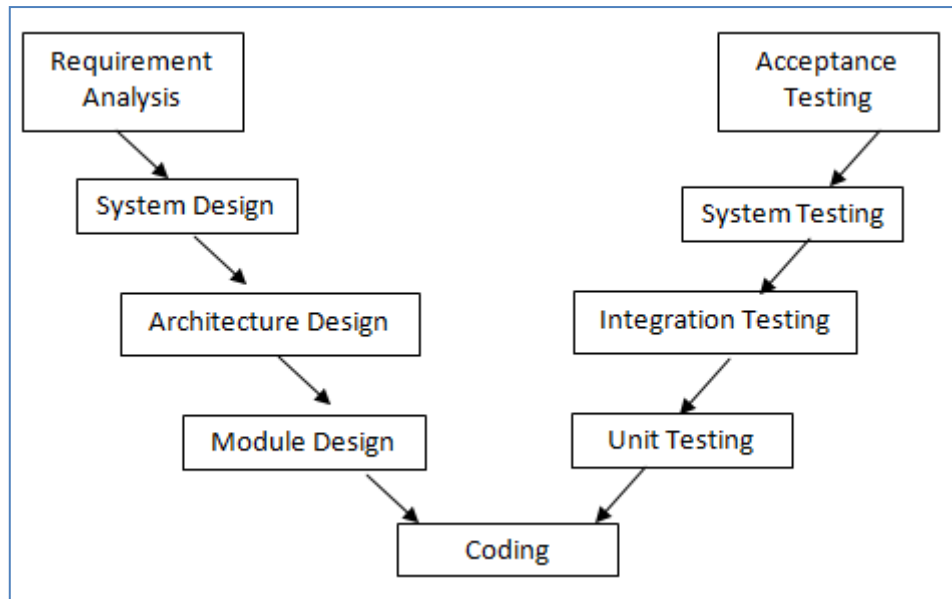 Requirement
Analysis
Acceptance
Testing
System Design
System Testing
Architecture Design
Integration Testing
Module Design
Unit Testing
Coding